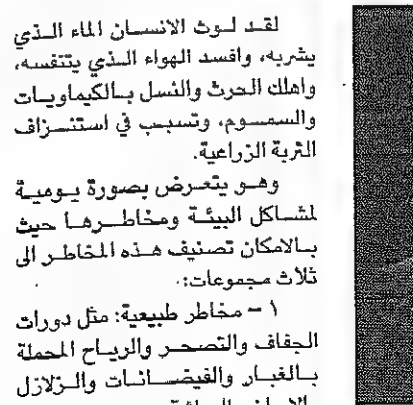 لقد لوث الانسان الماء الذي
يشربه، وافسد الهواء الذي يتنفسه،
واهلك الحرث والنسل بالكيماويات
والسموم، وتسبب في استنزاف
التربة الزراعية.
وهو يتعرض بصورة يومية
لمشاكل البيئة ومخاطرها حيث
بالامكان تصنيف هذه المخاطر الى
ثلاث مجموعات:
١ - مخاطر طبيعية: مثل دورات
الجفاف والتصحر والرياح المحملة
بالغبار والفيضانات والزلازل